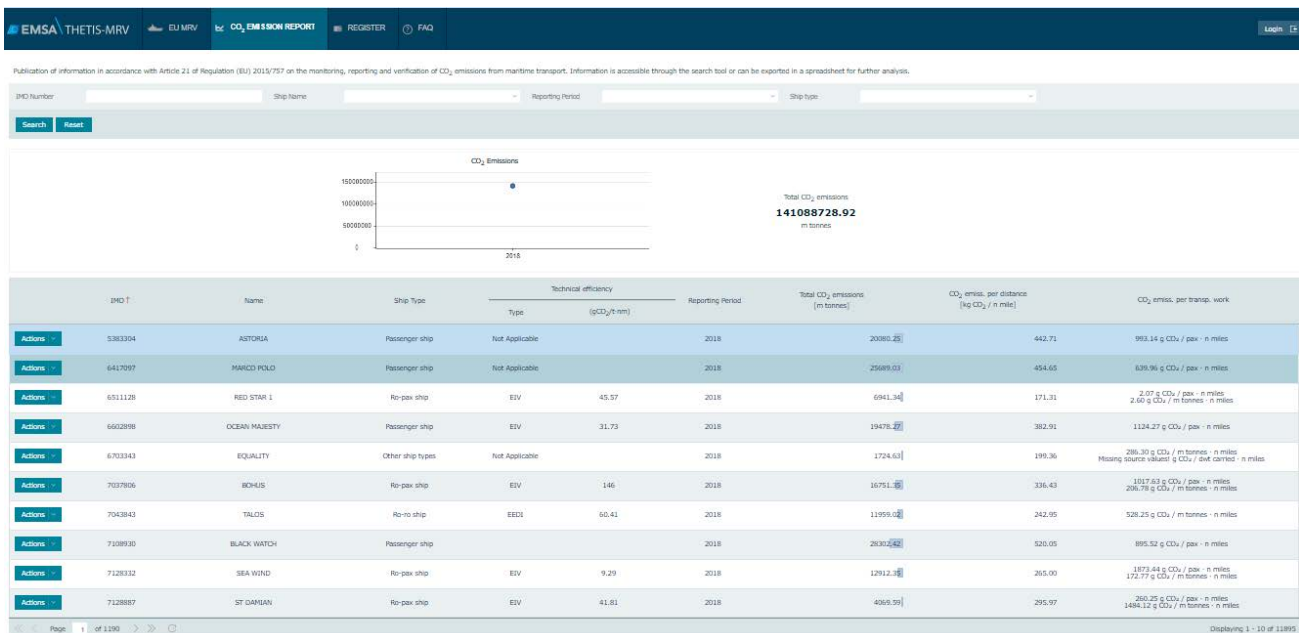 EMSA THETIS-MRV EU MRV CO₂ EMISSION REPORT REGISTER FAQ Login
Publication of information in accordance with Article 21 of Regulation (EU) 2015/757 on the monitoring, reporting and verification of CO₂ emissions from maritime transport. Information is accessible through the search tool or can be exported in a spreadsheet for further analysis.
IMO Number Ship Name Reporting Period Ship type
Search Reset
CO₂ Emissions
150000000
100000000
50000000
0
2018
Total CO₂ emissions
141088728.92
m tonnes
IMO ↑ Name Ship Type Technical efficiency Reporting Period Total CO₂ emissions [m tonnes] CO₂ emiss. per distance [kg CO₂ / n mile] CO₂ emiss. per transp. work
Type (gCO₂/t·nm)
Actions 5383304 ASTORIA Passenger ship Not Applicable 2018 20080.25 442.71 993.14 g CO₂ / pax · n miles
Actions 6417097 MARCO POLO Passenger ship Not Applicable 2018 25689.03 454.65 639.96 g CO₂ / pax · n miles
Actions 6511128 RED STAR 1 Ro-pax ship EIV 45.57 2018 6941.34 171.31 2.07 g CO₂ / pax · n miles
2.60 g CO₂ / m tonnes · n miles
Actions 6602898 OCEAN MAJESTY Passenger ship EIV 31.73 2018 19478.27 382.91 1124.27 g CO₂ / pax · n miles
Actions 6703343 EQUALITY Other ship types Not Applicable 2018 1724.63 199.36 286.30 g CO₂ / m tonnes · n miles
Missing source values! g CO₂ / dwt carried · n miles
Actions 7037806 BOHUS Ro-pax ship EIV 146 2018 16751.35 336.43 1017.63 g CO₂ / pax · n miles
206.78 g CO₂ / m tonnes · n miles
Actions 7043843 TALOS Ro-ro ship EEDI 60.41 2018 11959.02 242.95 528.25 g CO₂ / m tonnes · n miles
Actions 7108930 BLACK WATCH Passenger ship 2018 28302.42 520.05 895.52 g CO₂ / pax · n miles
Actions 7128332 SEA WIND Ro-pax ship EIV 9.29 2018 12912.35 265.00 1873.44 g CO₂ / pax · n miles
172.77 g CO₂ / m tonnes · n miles
Actions 7128887 ST DAMIAN Ro-pax ship EIV 41.81 2018 4069.59 295.97 260.25 g CO₂ / pax · n miles
1484.12 g CO₂ / m tonnes · n miles
Page 1 of 1190 Displaying 1 - 10 of 11895